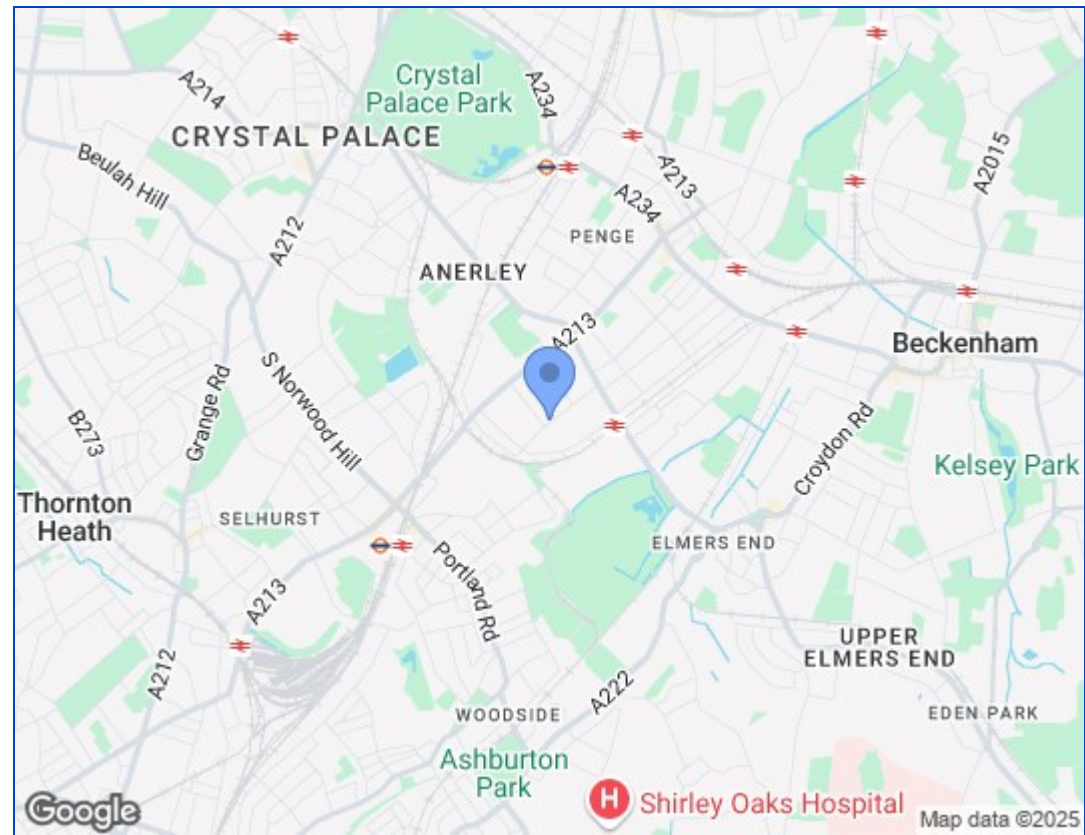 Crystal
Palace Park
A234
A214
CRYSTAL PALACE
A213
A2015
Beulah Hill
A234
A212
PENGE
ANERLEY
A213
Beckenham
S Norwood Hill
Grange Rd
B273
Croydon Rd
Kelsey Park
Thornton
Heath
SELHURST
ELMERS END
Portland Rd
A213
UPPER
ELMERS END
A212
A222
WOODSIDE
EDEN PARK
Ashburton
Park
H
Shirley Oaks Hospital
Google
Map data ©2025